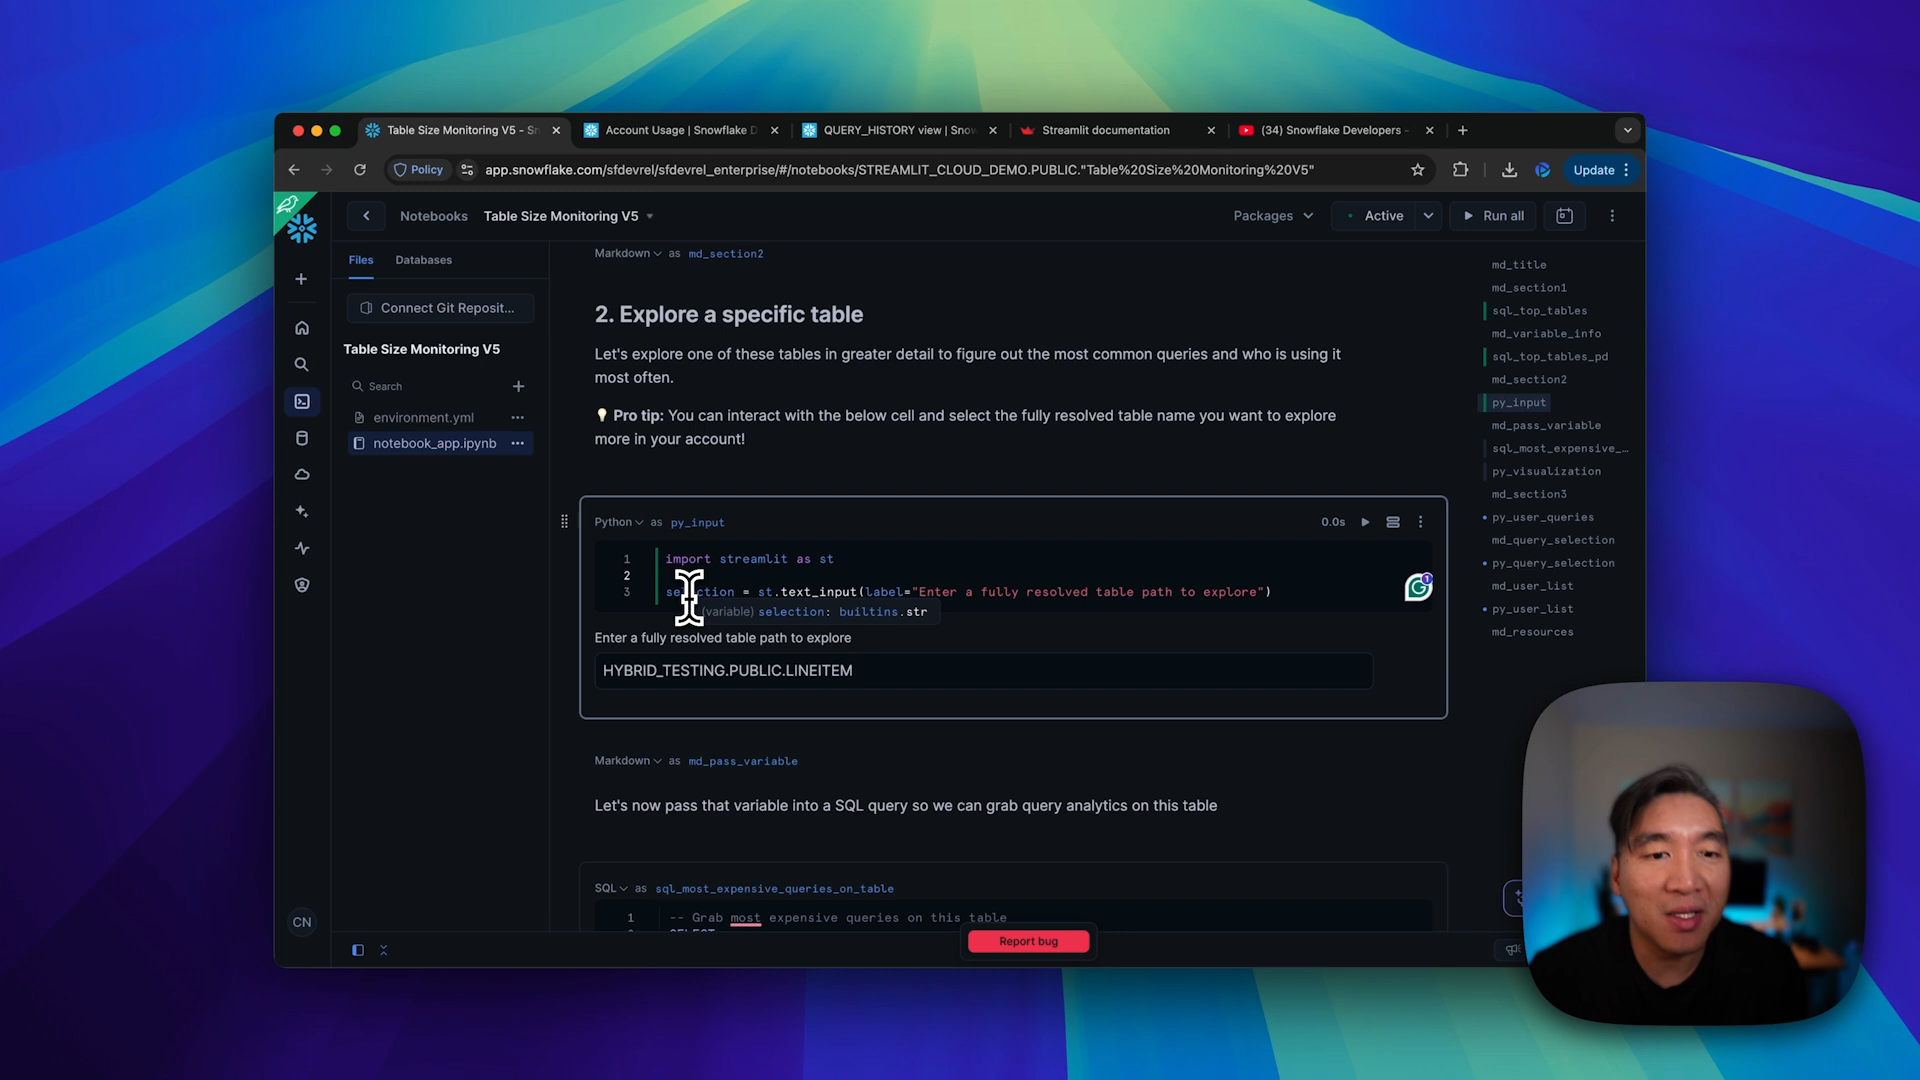 Table Size Monitoring V5 - Sn
Account Usage | Snowflake D
QUERY_HISTORY view | Snow
Streamlit documentation
(34) Snowflake Developers -
Policy
app.snowflake.com/sfdevrel/sfdevrel_enterprise/#/notebooks/STREAMLIT_CLOUD_DEMO.PUBLIC."Table%20Size%20Monitoring%20V5"
Update
Notebooks
Table Size Monitoring V5
Packages
Active
Run all
Files
Databases
Connect Git Reposit...
Table Size Monitoring V5
Search
environment.yml
notebook_app.ipynb
CN
Markdown as md_section2
2. Explore a specific table
Let's explore one of these tables in greater detail to figure out the most common queries and who is using it
most often.
💡 Pro tip: You can interact with the below cell and select the fully resolved table name you want to explore
more in your account!
Python as py_input
0.0s
1 import streamlit as st
2
3 selection = st.text_input(label="Enter a fully resolved table path to explore")
(variable) selection: builtins.str
1
Enter a fully resolved table path to explore
HYBRID_TESTING.PUBLIC.LINEITEM
Markdown as md_pass_variable
Let's now pass that variable into a SQL query so we can grab query analytics on this table
SQL as sql_most_expensive_queries_on_table
1 -- Grab most expensive queries on this table
SELECT
Report bug
md_title
md_section1
sql_top_tables
md_variable_info
sql_top_tables_pd
md_section2
py_input
md_pass_variable
sql_most_expensive_...
py_visualization
md_section3
py_user_queries
md_query_selection
py_query_selection
md_user_list
py_user_list
md_resources